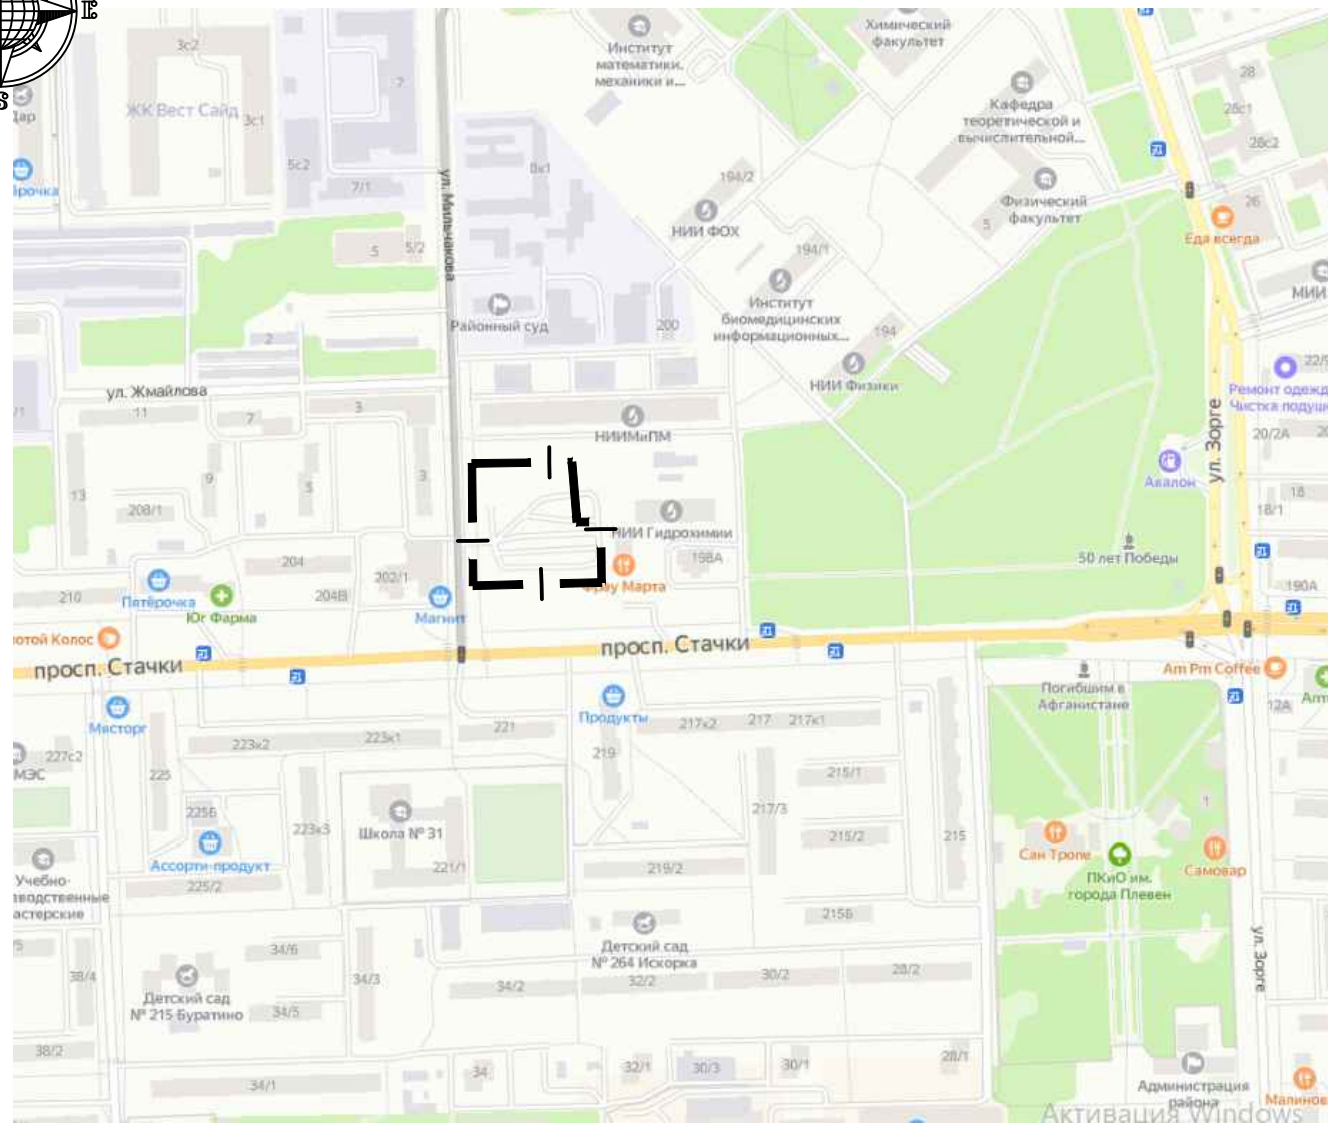 E
S
3с2
ЖК Вест Сайд
3с1
7
5с2
7/1
ул. Мильчакова
5
5/2
2
Институт
математики,
механики и...
Химический
факультет
8к1
194/2
НИИ ФОХ
194/1
Кафедра
теоретической и
вычислительной...
Физический
факультет
5
28
28с1
28с2
26
Еда всегда
Районный суд
200
Институт
биомедицинских
информационных...
194
НИИ Физики
Ремонт одежд
Чистка подуш
20/2А
ул. Зорге
Авалон
18
18/1
ул. Жмайлова
11
7
3
9
13
208/1
3
НИИМиПМ
НИИ Гидрохимии
198А
50 лет Победы
190А
204
204В
202/1
210
Пятёрочка
Юг Фарма
Магнит
Фрау Марта
отой Колос
просп. Стачки
просп. Стачки
Am Pm Coffee
Погибшим в
Афганистане
12А
Мясторг
Продукты
221
217к2
217
217к1
219
223к2
223к1
227с2
МЭС
225
225Б
223к3
Школа № 31
221/1
215/1
217/3
215/2
215
219/2
215Б
1
Ассорти-продукт
225/2
Учебно-
зводственные
астерские
Сан Тропе
ПКиО им.
города Плевен
Самовар
Детский сад
№ 264 Искорка
34/6
34/3
38/4
Детский сад
№ 215 Буратино
34/5
34/2
32/2
30/2
28/2
ул. Зорге
38/2
34/1
34
32/1
30/3
30/1
28/1
Администрация
района
Малинов
Активация Windows